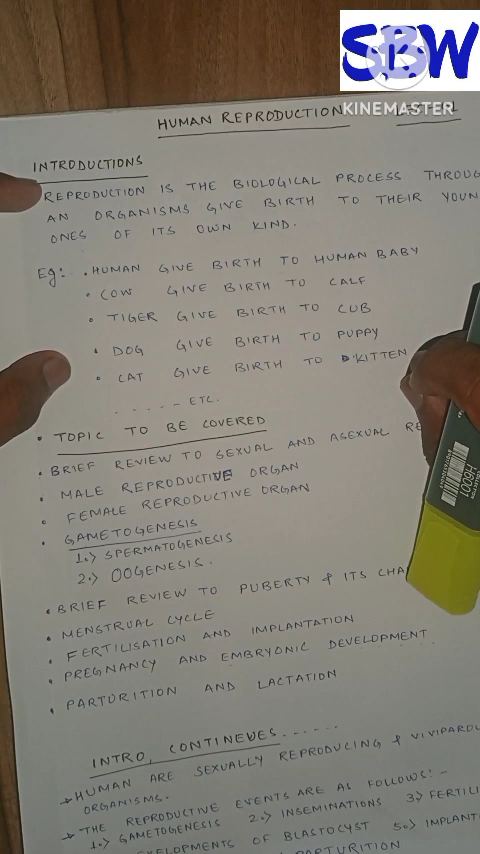 SBW
KINEMASTER
HUMAN REPRODUCTION
INTRODUCTIONS
REPRODUCTION IS THE BIOLOGICAL PROCESS THROUG
AN ORGANISMS GIVE BIRTH TO THEIR YOUN
ONES OF ITS OWN KIND.
Eg: • HUMAN GIVE BIRTH TO HUMAN BABY
• COW GIVE BIRTH TO CALF
• TIGER GIVE BIRTH TO CUB
• DOG GIVE BIRTH TO PUPPY
• CAT GIVE BIRTH TO KITTEN
..... ETC.
• TOPIC TO BE COVERED
• BRIEF REVIEW TO SEXUAL AND ASEXUAL RE
• MALE REPRODUCTIVE ORGAN
• FEMALE REPRODUCTIVE ORGAN
• GAMETOGENESIS
1.> SPERMATOGENESIS
2.> OOGENESIS.
• BRIEF REVIEW TO PUBERTY & ITS CHA
• MENSTRUAL CYCLE
• FERTILISATION AND IMPLANTATION
• PREGNANCY AND EMBRYONIC DEVELOPMENT
• PARTURITION AND LACTATION
INTRO, CONTINEUES......
→ HUMAN ARE SEXUALLY REPRODUCING & VIVIPAROU
ORGANISMS.
→ THE REPRODUCTIVE EVENTS ARE AS FOLLOWS:-
1.> GAMETOGENESIS 2.> INSEMINATIONS 3.> FERTILI
ELOPMENTS OF BLASTOCYST 5.> IMPLANT
PARTURITION